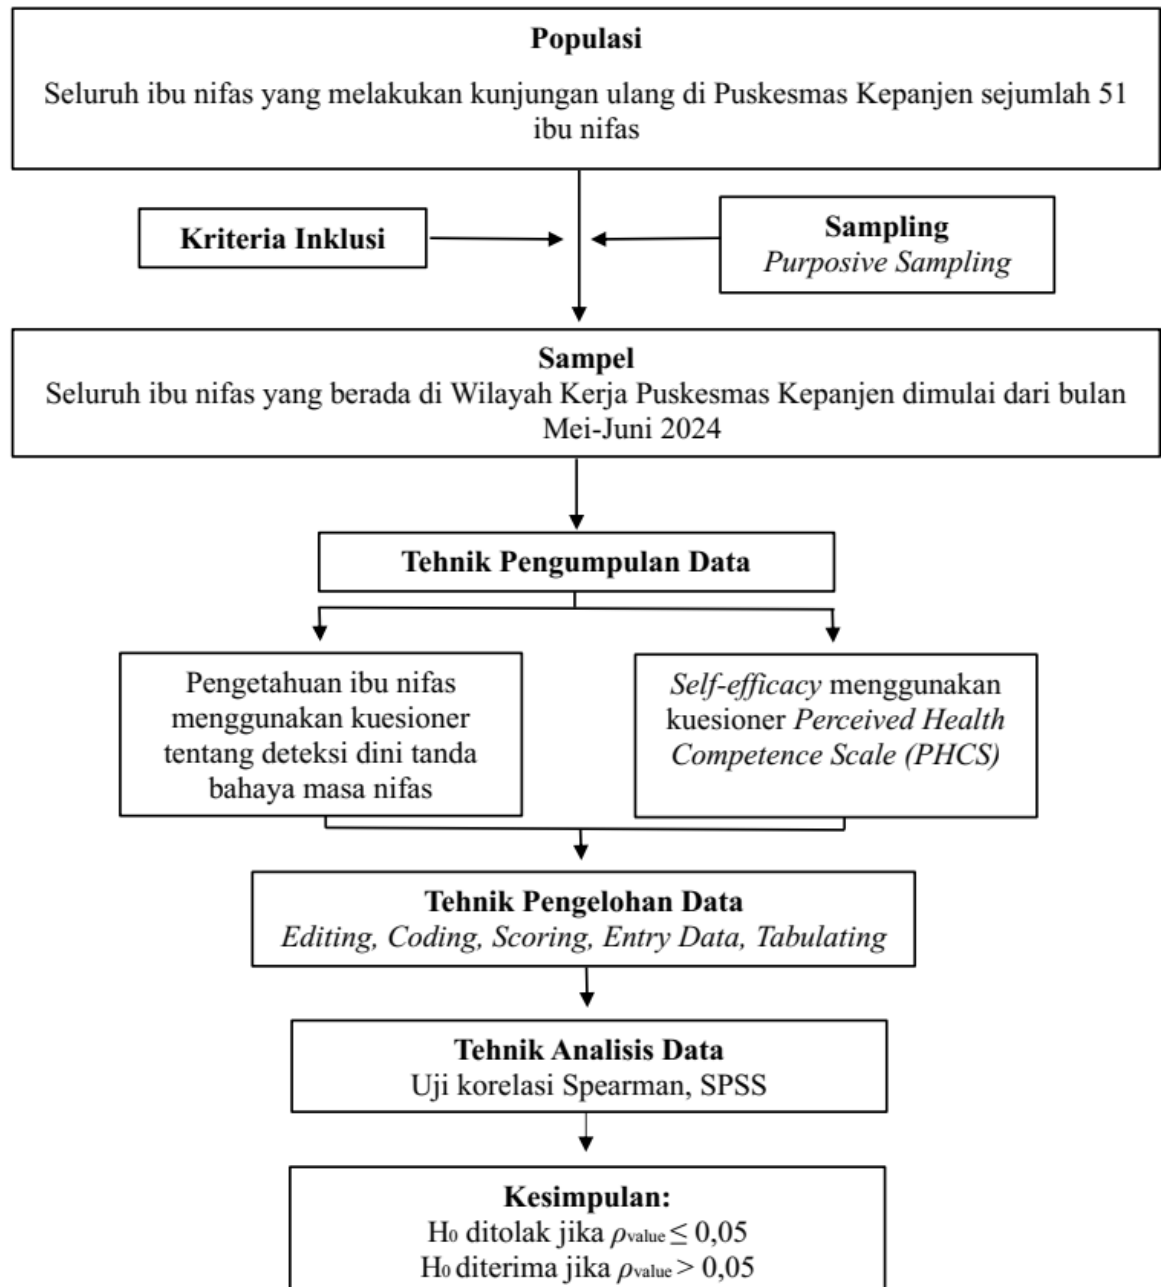 Populasi
Seluruh ibu nifas yang melakukan kunjungan ulang di Puskesmas Kepanjen sejumlah 51
ibu nifas
Kriteria Inklusi
Sampling
Purposive Sampling
Sampel
Seluruh ibu nifas yang berada di Wilayah Kerja Puskesmas Kepanjen dimulai dari bulan
Mei-Juni 2024
Tehnik Pengumpulan Data
Pengetahuan ibu nifas
menggunakan kuesioner
tentang deteksi dini tanda
bahaya masa nifas
Self-efficacy menggunakan
kuesioner Perceived Health
Competence Scale (PHCS)
Tehnik Pengelohan Data
Editing, Coding, Scoring, Entry Data, Tabulating
Tehnik Analisis Data
Uji korelasi Spearman, SPSS
Kesimpulan:
H₀ ditolak jika ρvalue ≤ 0,05
H₀ diterima jika ρvalue > 0,05